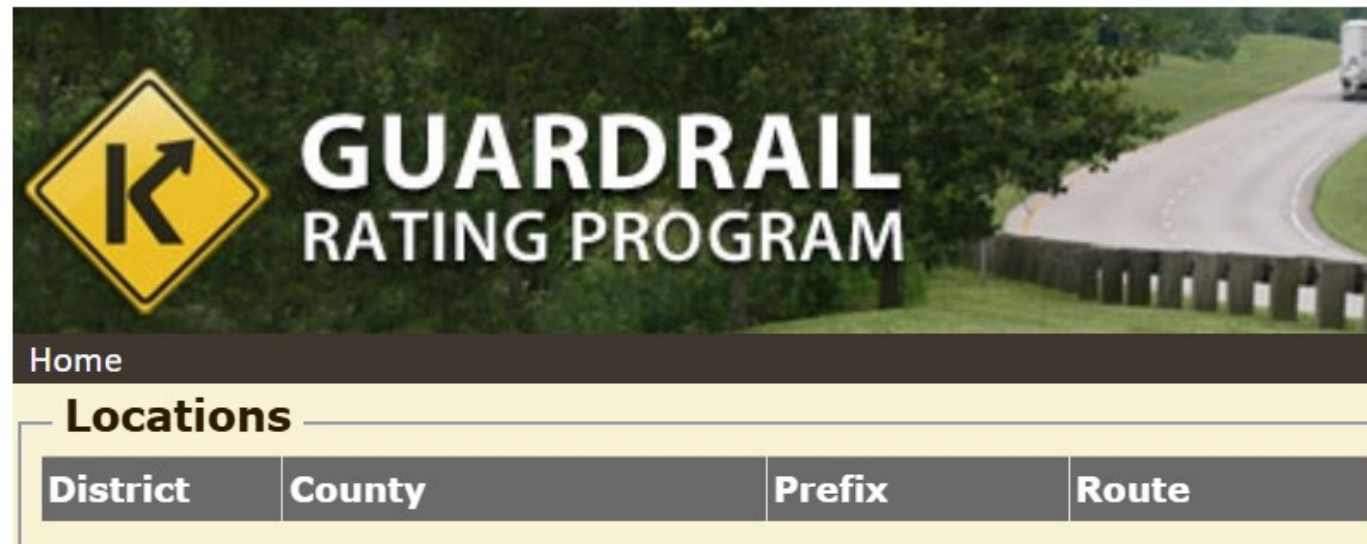 K
GUARDRAIL
RATING PROGRAM
Home
Locations
District County Prefix Route